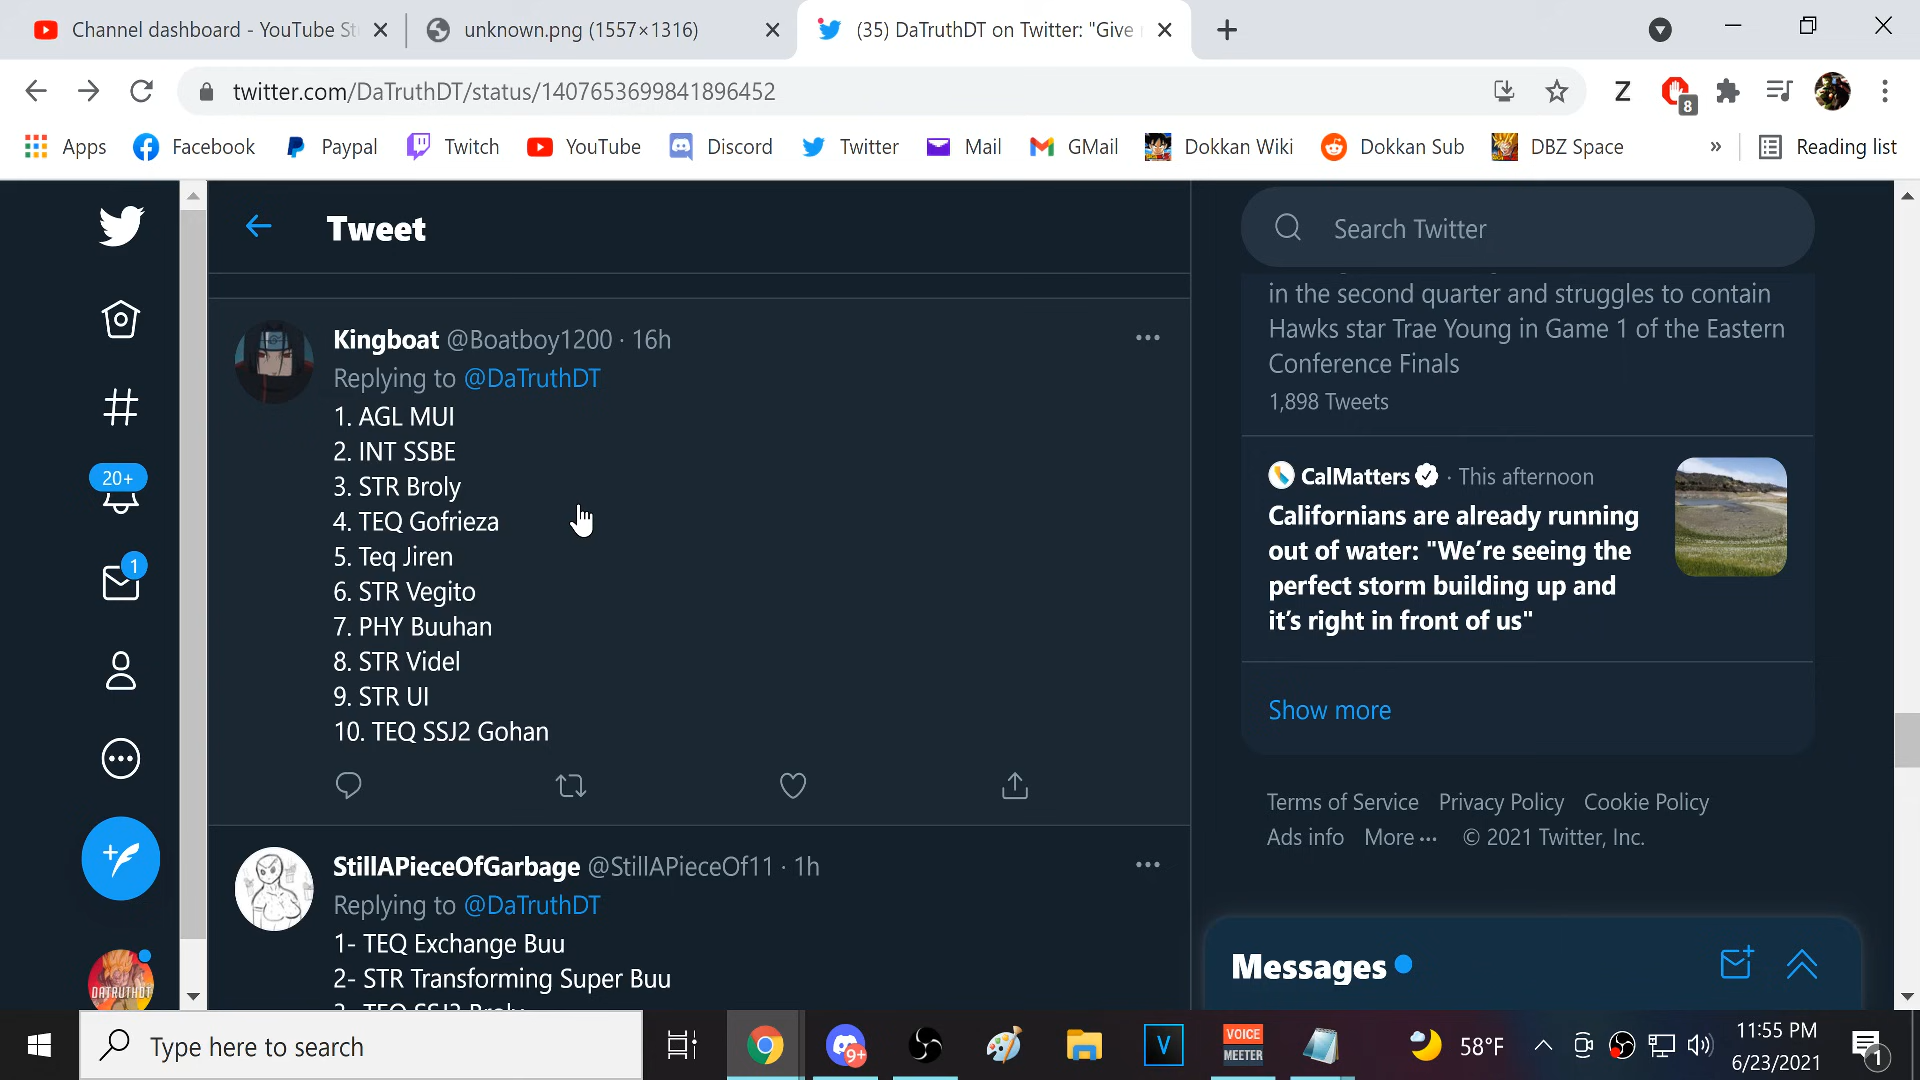 Channel dashboard - YouTube St
unknown.png (1557×1316)
(35) DaTruthDT on Twitter: "Give
twitter.com/DaTruthDT/status/1407653699841896452
Z
8
Apps
Facebook
Paypal
Twitch
YouTube
Discord
Twitter
Mail
GMail
Dokkan Wiki
Dokkan Sub
DBZ Space
»
Reading list
Tweet
Search Twitter
20+
1
Kingboat @Boatboy1200 · 16h
Replying to @DaTruthDT
1. AGL MUI
2. INT SSBE
3. STR Broly
4. TEQ Gofrieza
5. Teq Jiren
6. STR Vegito
7. PHY Buuhan
8. STR Videl
9. STR UI
10. TEQ SSJ2 Gohan
StillAPieceOfGarbage @StillAPieceOf11 · 1h
Replying to @DaTruthDT
1- TEQ Exchange Buu
2- STR Transforming Super Buu
in the second quarter and struggles to contain
Hawks star Trae Young in Game 1 of the Eastern
Conference Finals
1,898 Tweets
CalMatters · This afternoon
Californians are already running
out of water: "We're seeing the
perfect storm building up and
it's right in front of us"
Show more
Terms of Service Privacy Policy Cookie Policy
Ads info More ··· © 2021 Twitter, Inc.
Messages
DATRUTHDT
Type here to search
9+
V
VOICE
MEETER
58°F
11:55 PM
6/23/2021
1